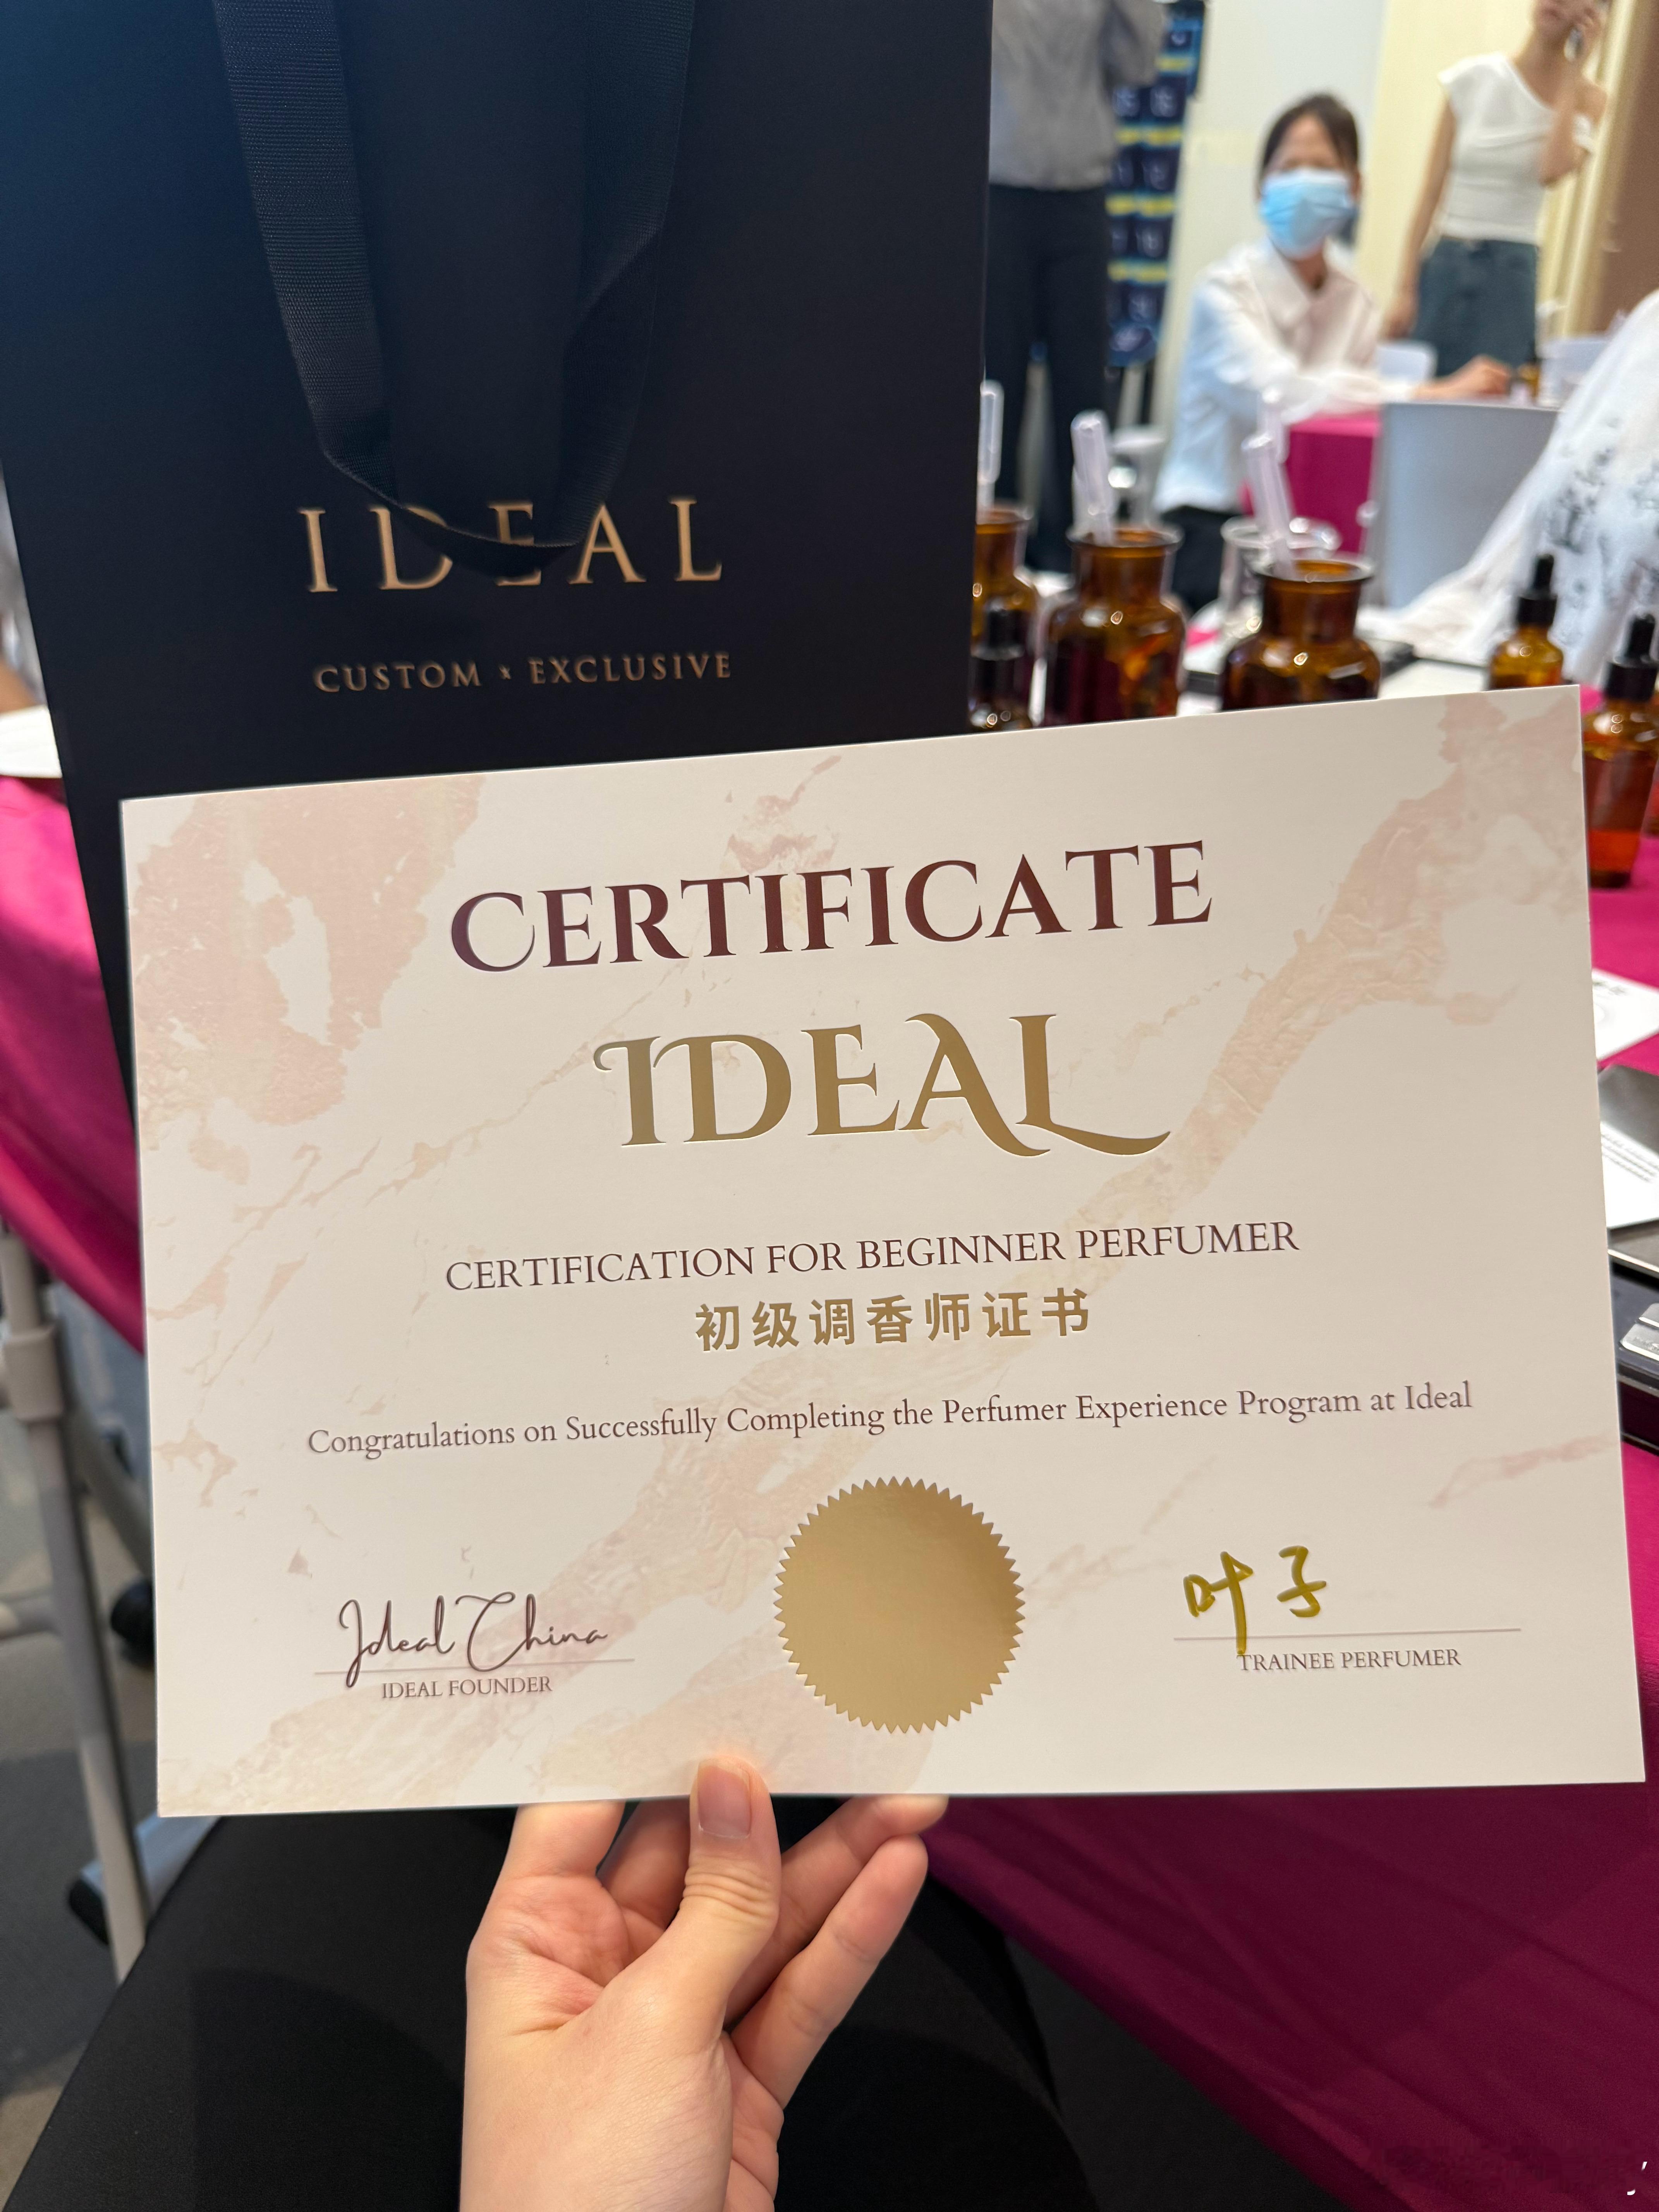 IDEAL
CUSTOM × EXCLUSIVE
CERTIFICATE
IDEAL
CERTIFICATION FOR BEGINNER PERFUMER
初级调香师证书
Congratulations on Successfully Completing the Perfumer Experience Program at Ideal
Ideal China
IDEAL FOUNDER
叶子
TRAINEE PERFUMER